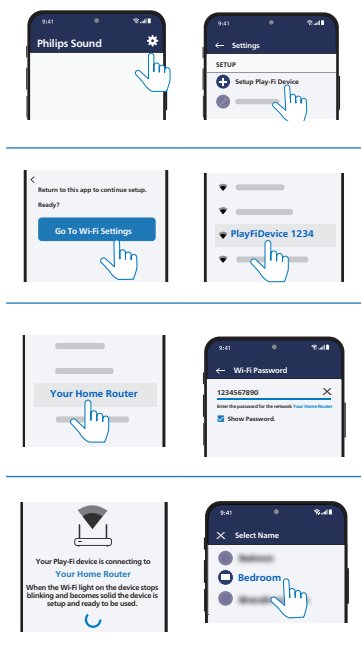 9:41
Philips Sound
9:41
Settings
SETUP
Setup Play-Fi Device
Return to this app to continue setup.
Ready?
Go To Wi-Fi Settings
PlayFiDevice 1234
Your Home Router
9:41
Wi-Fi Password
1234567890
Enter the password for the network Your Home Router
Show Password.
Your Play-Fi device is connecting to
Your Home Router
When the Wi-Fi light on the device stops
blinking and becomes solid the device is
setup and ready to be used.
9:41
Select Name
Bedroom